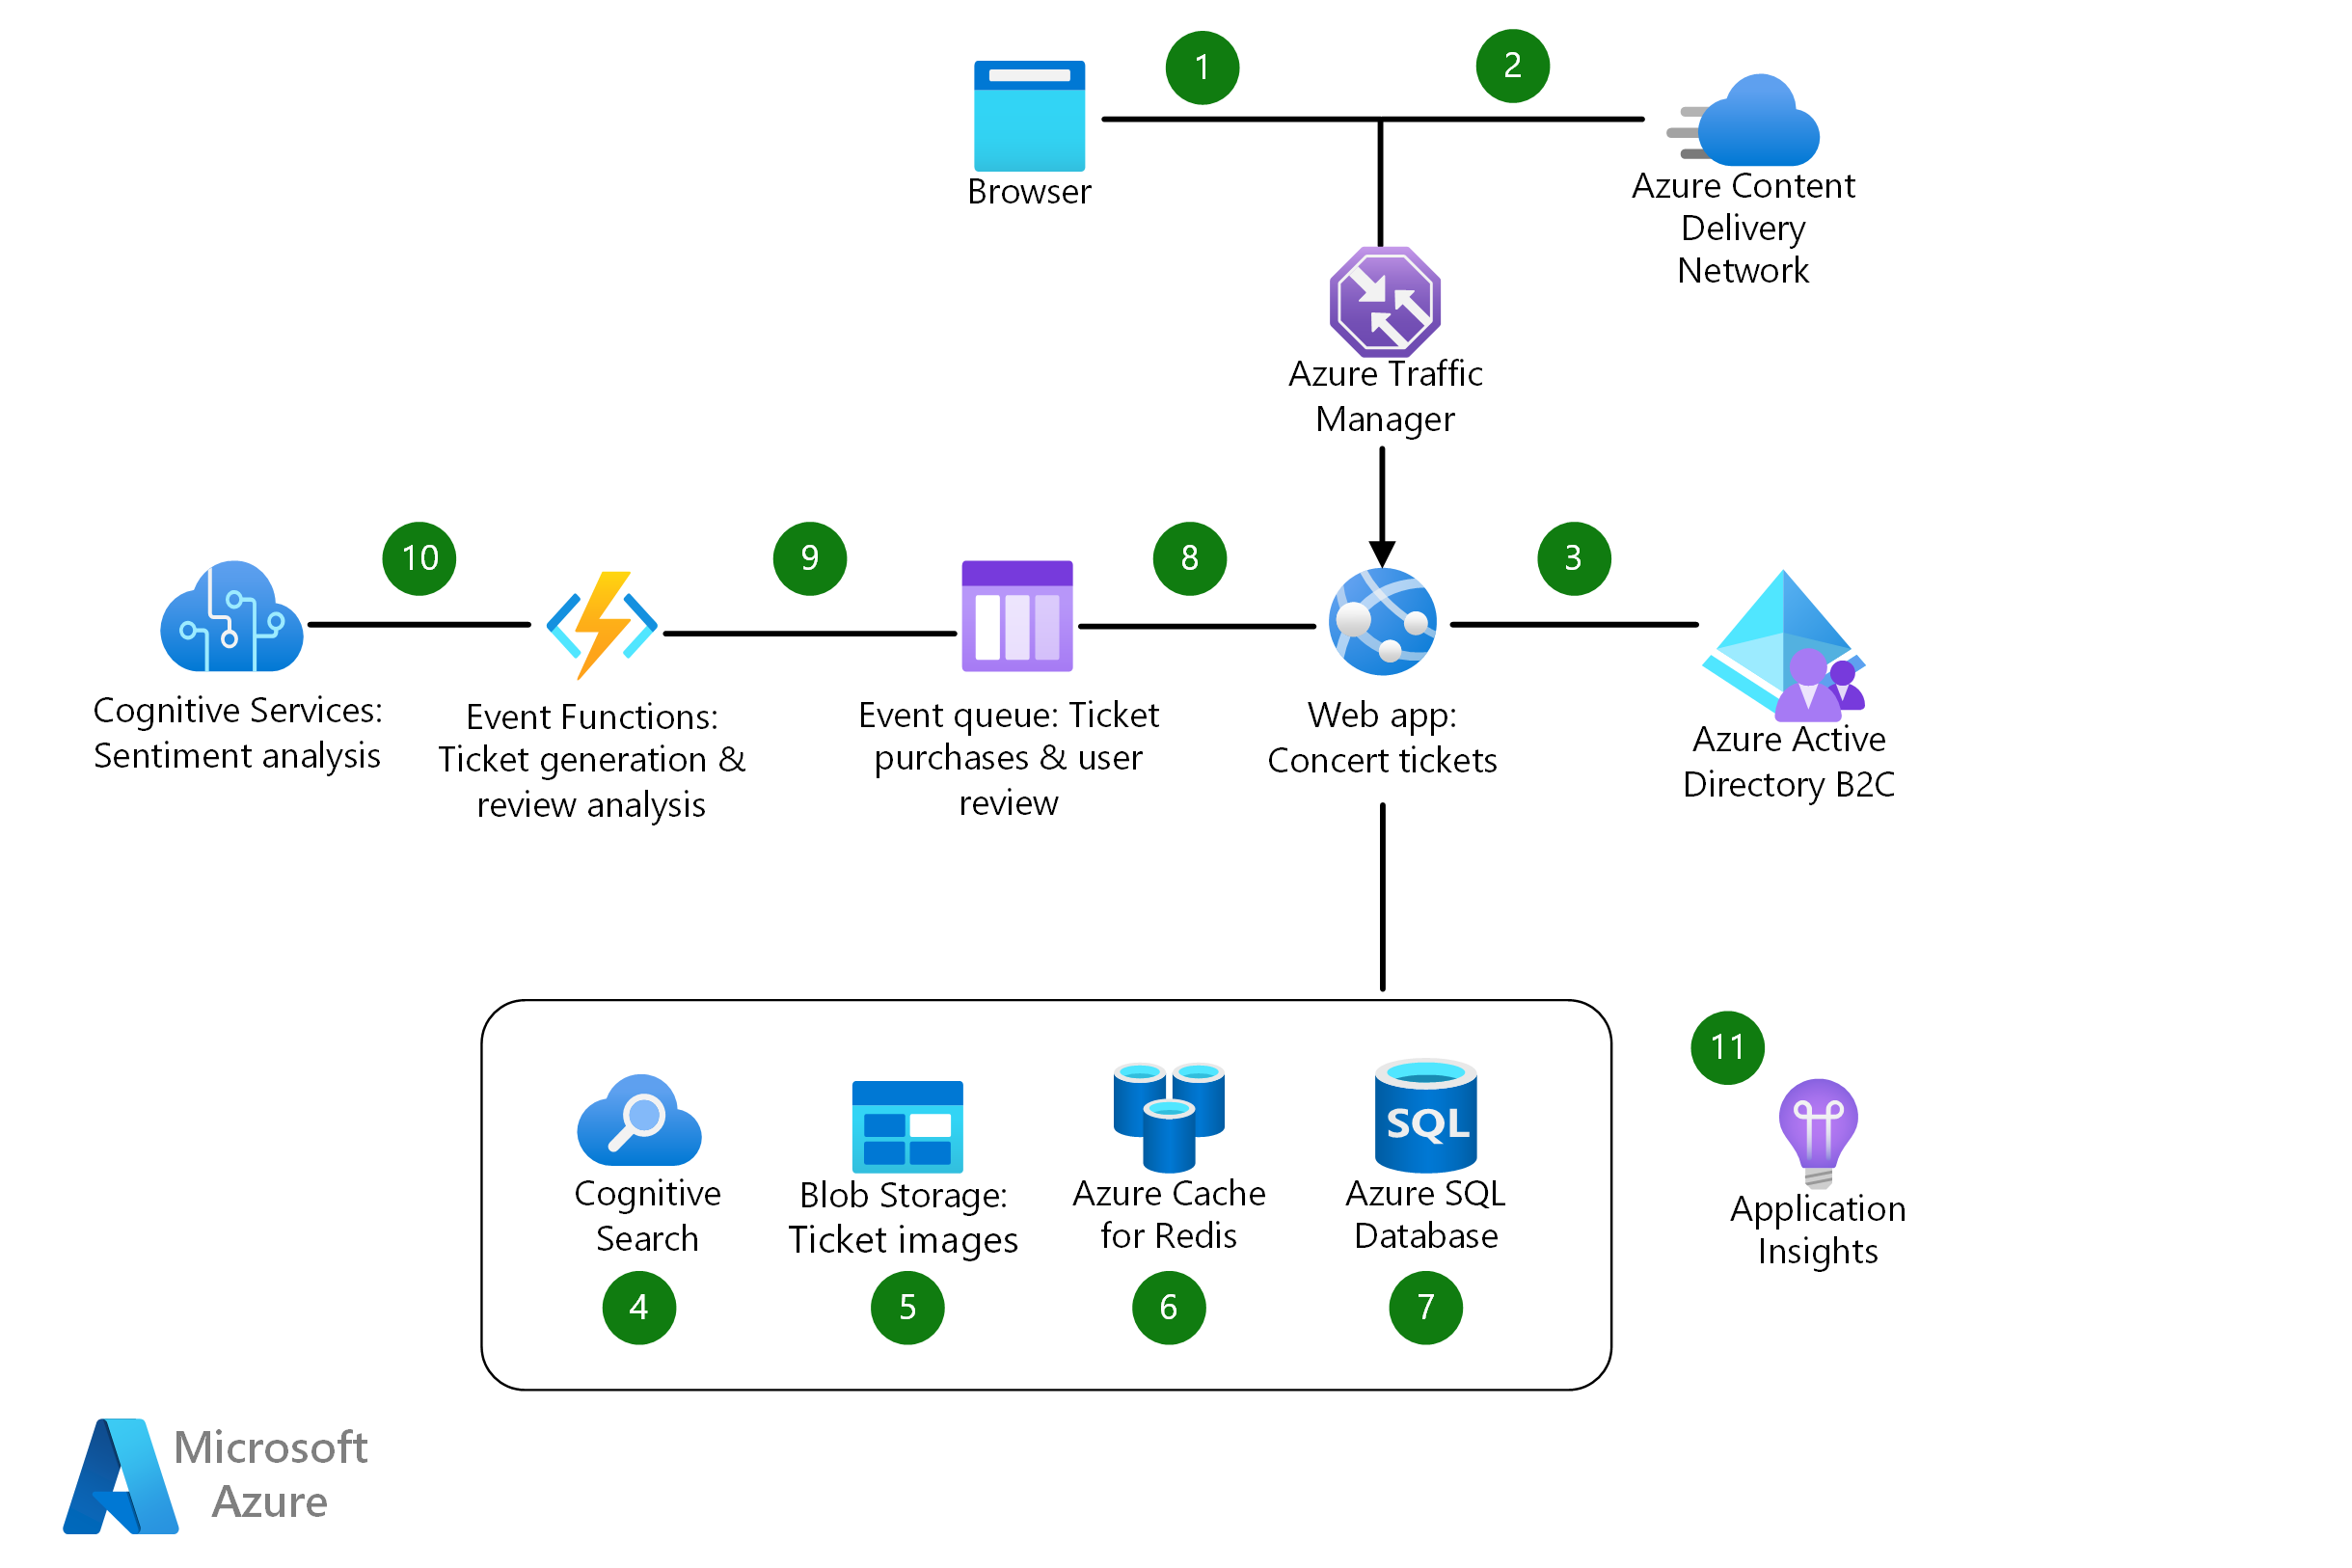 1
2
Browser
Azure Content
Delivery
Network
Azure Traffic
Manager
10
9
8
3
Cognitive Services:
Sentiment analysis
Event Functions:
Ticket generation &
review analysis
Event queue: Ticket
purchases & user
review
Web app:
Concert tickets
Azure Active
Directory B2C
11
SQL
Cognitive
Search
Blob Storage:
Ticket images
Azure Cache
for Redis
Azure SQL
Database
Application
Insights
4
5
6
7
Microsoft
Azure